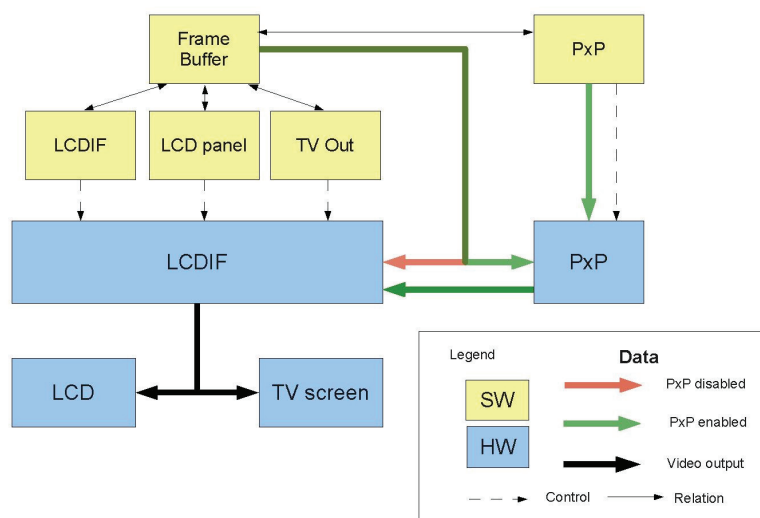 Frame
Buffer
PxP
LCDIF
LCD panel
TV Out
LCDIF
PxP
LCD
TV screen
Legend
Data
SW
PxP disabled
HW
PxP enabled
Video output
Control
Relation